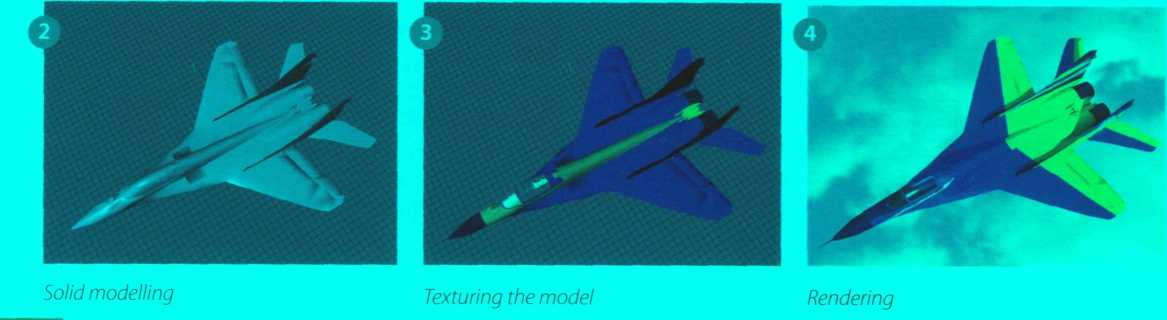 2
3
4
Solid modelling
Texturing the model
Rendering